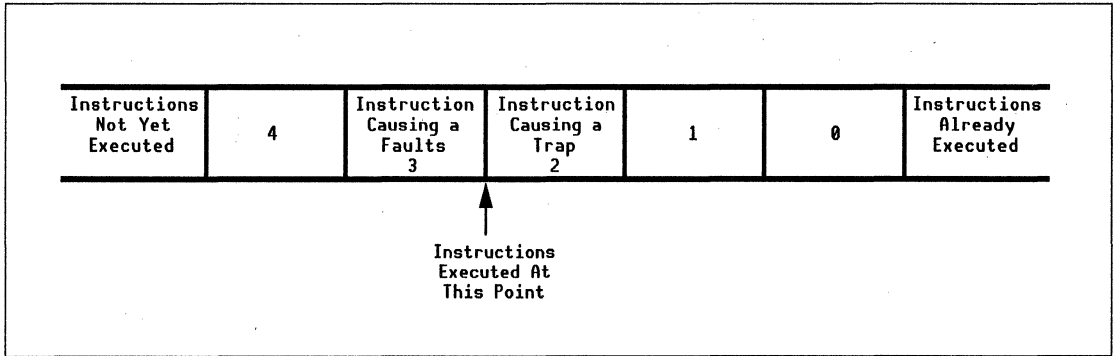 Instructions
Not Yet
Executed
4
Instruction
Causing a
Faults
3
Instruction
Causing a
Trap
2
1
0
Instructions
Already
Executed
Instructions
Executed At
This Point